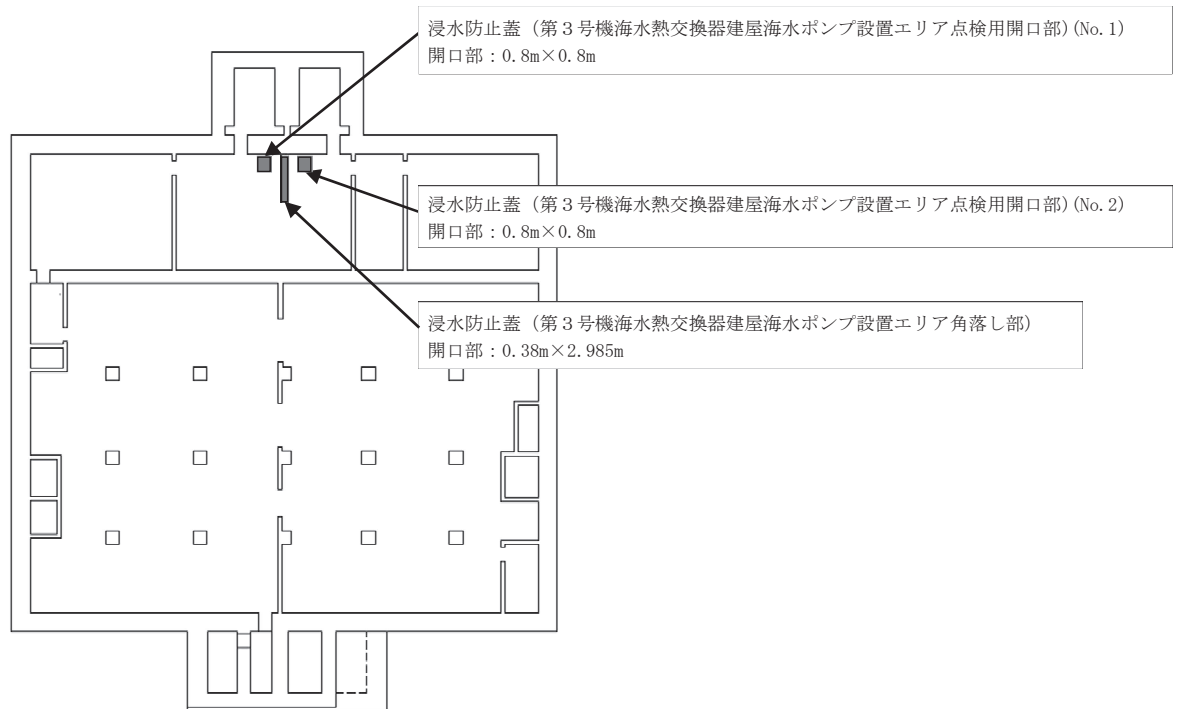 浸水防止蓋（第３号機海水熱交換器建屋海水ポンプ設置エリア点検用開口部）(No.1)
開口部：0.8m×0.8m
浸水防止蓋（第３号機海水熱交換器建屋海水ポンプ設置エリア点検用開口部）(No.2)
開口部：0.8m×0.8m
浸水防止蓋（第３号機海水熱交換器建屋海水ポンプ設置エリア角落し部）
開口部：0.38m×2.985m